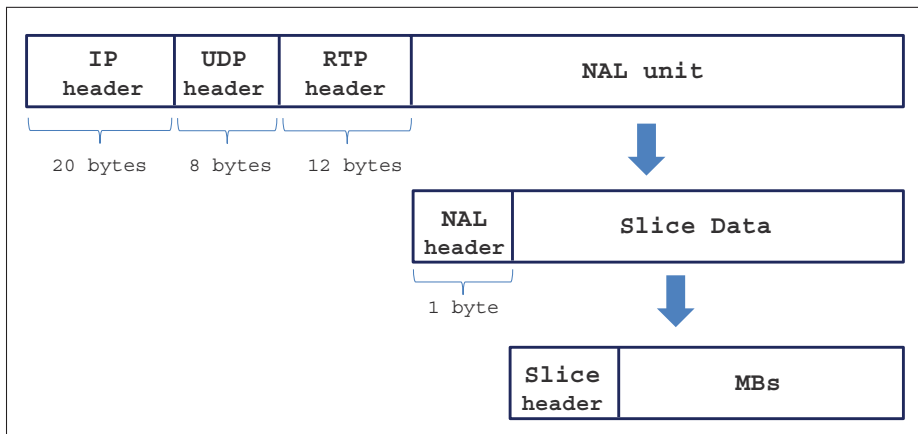 IP header
UDP header
RTP header
NAL unit
20 bytes
8 bytes
12 bytes
NAL header
Slice Data
1 byte
Slice header
MBs